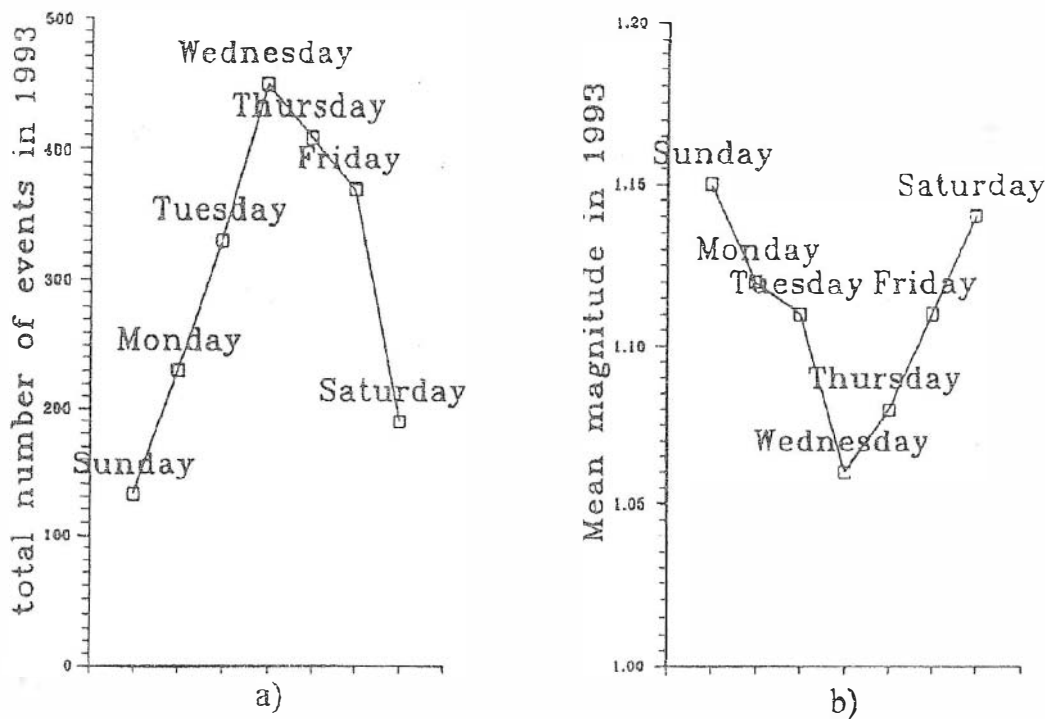 total number of events in 1993
500
400
300
200
100
0
Sunday
Monday
Tuesday
Wednesday
Thursday
Friday
Saturday
a)
Mean magnitude in 1993
1.20
1.15
1.10
1.05
1.00
Sunday
Monday
Tuesday
Wednesday
Thursday
Friday
Saturday
b)